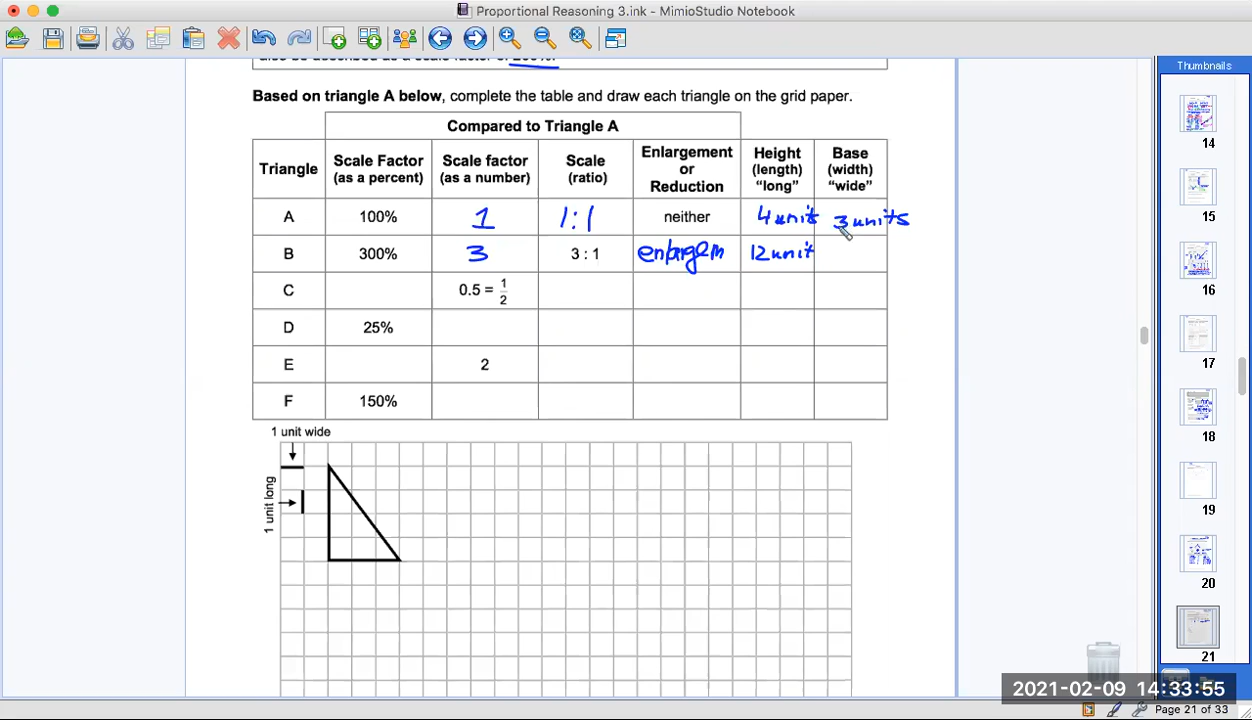 Proportional Reasoning 3.ink - MimioStudio Notebook
Based on triangle A below, complete the table and draw each triangle on the grid paper.
Compared to Triangle A
Triangle
Scale Factor
(as a percent)
Scale factor
(as a number)
Scale
(ratio)
Enlargement
or
Reduction
Height
(length)
"long"
Base
(width)
"wide"
A 100% 1 1:1 neither 4 units 3 units
B 300% 3 3 : 1 enlargem 12 unit
C 0.5 = 1/2
D 25%
E 2
F 150%
1 unit wide
1 unit long
Thumbnails
14
15
16
17
18
19
20
21
2021-02-09 14:33:55
Page 21 of 33